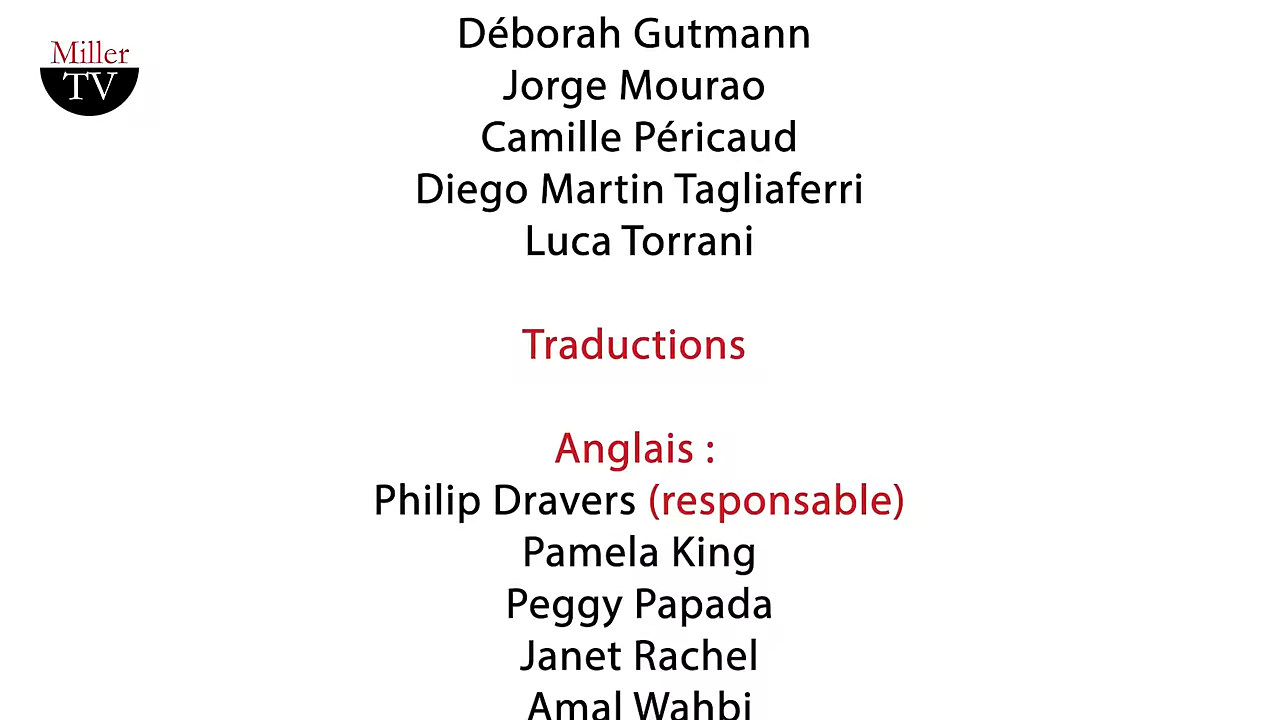 Miller
TV
Déborah Gutmann
Jorge Mourao
Camille Péricaud
Diego Martin Tagliaferri
Luca Torrani
Traductions
Anglais :
Philip Dravers (responsable)
Pamela King
Peggy Papada
Janet Rachel
Amal Wahbi